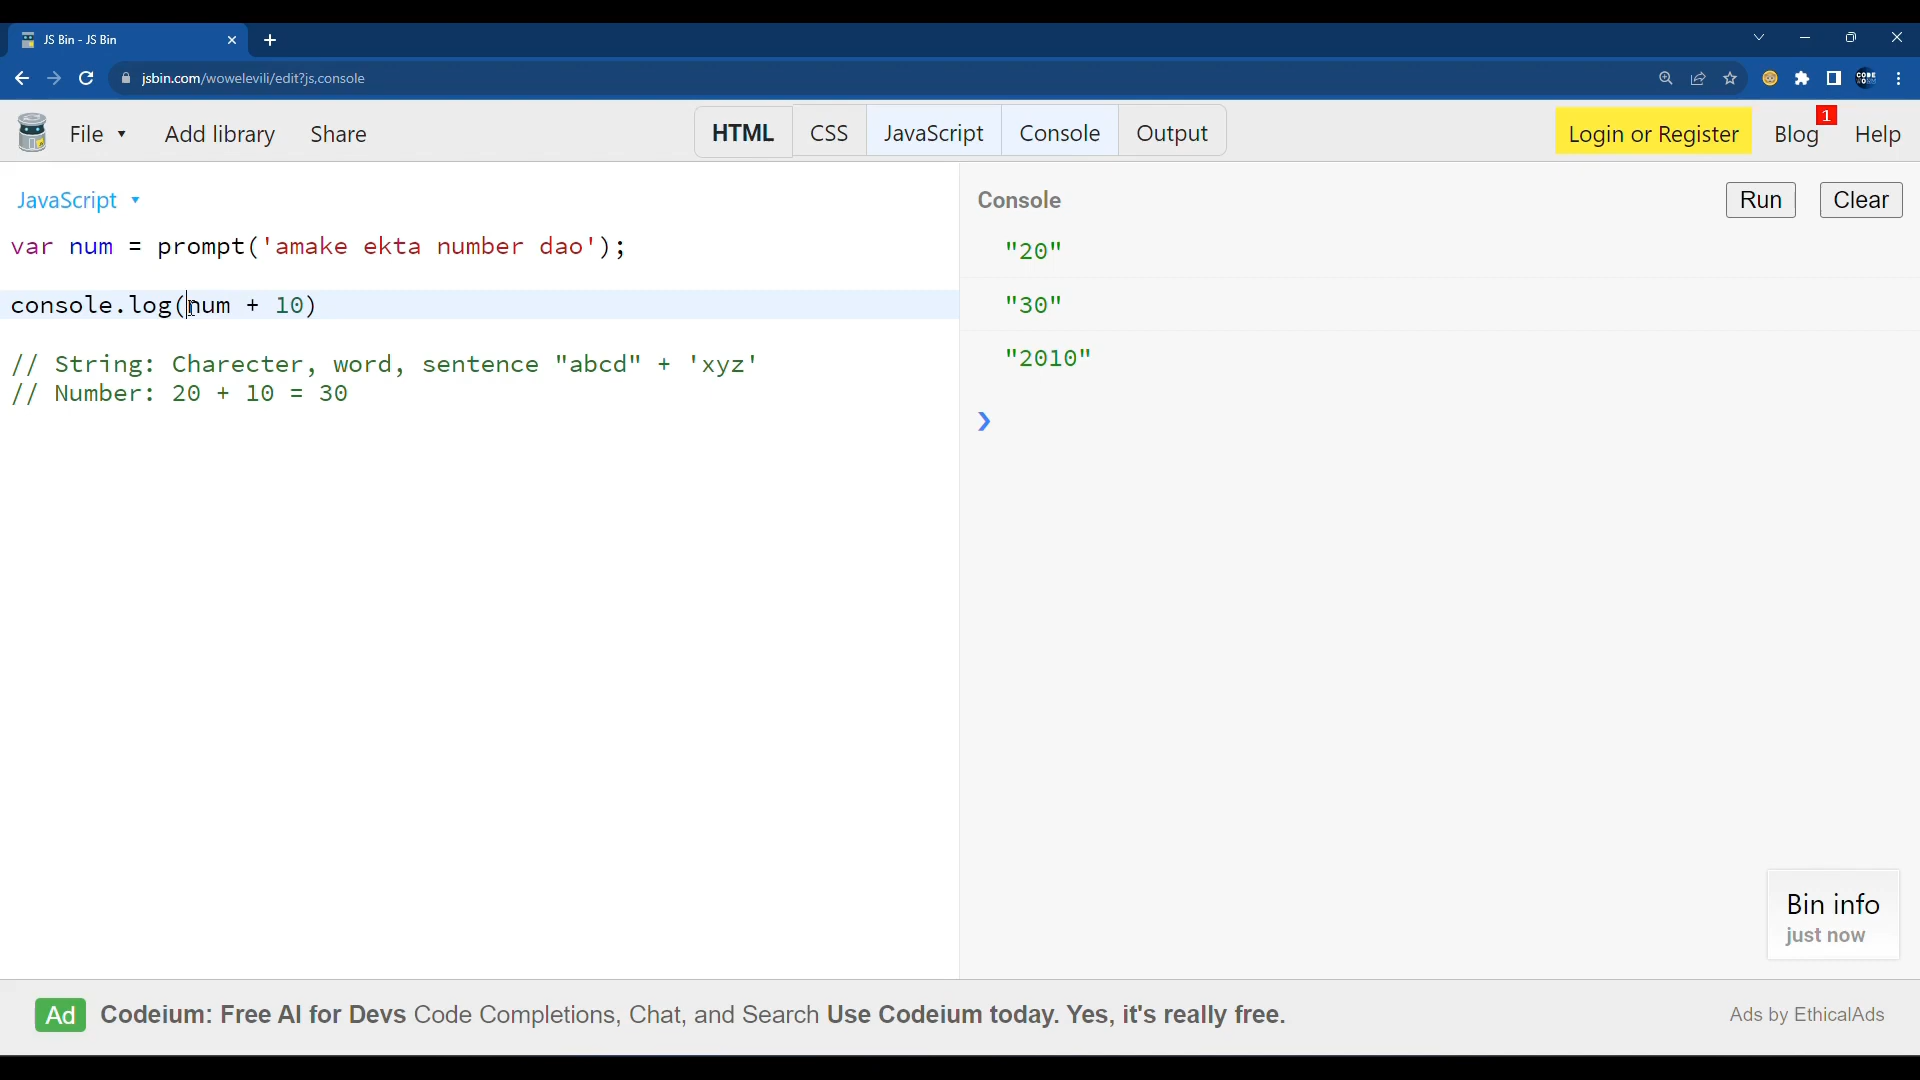 JS Bin - JS Bin
jsbin.com/wowelevili/edit?js,console
File Add library Share HTML CSS JavaScript Console Output Login or Register Blog 1 Help
JavaScript
var num = prompt('amake ekta number dao');
console.log(num + 10)
// String: Charecter, word, sentence "abcd" + 'xyz'
// Number: 20 + 10 = 30
Console Run Clear
"20"
"30"
"2010"
Bin info
just now
Ad Codeium: Free AI for Devs Code Completions, Chat, and Search Use Codeium today. Yes, it's really free. Ads by EthicalAds